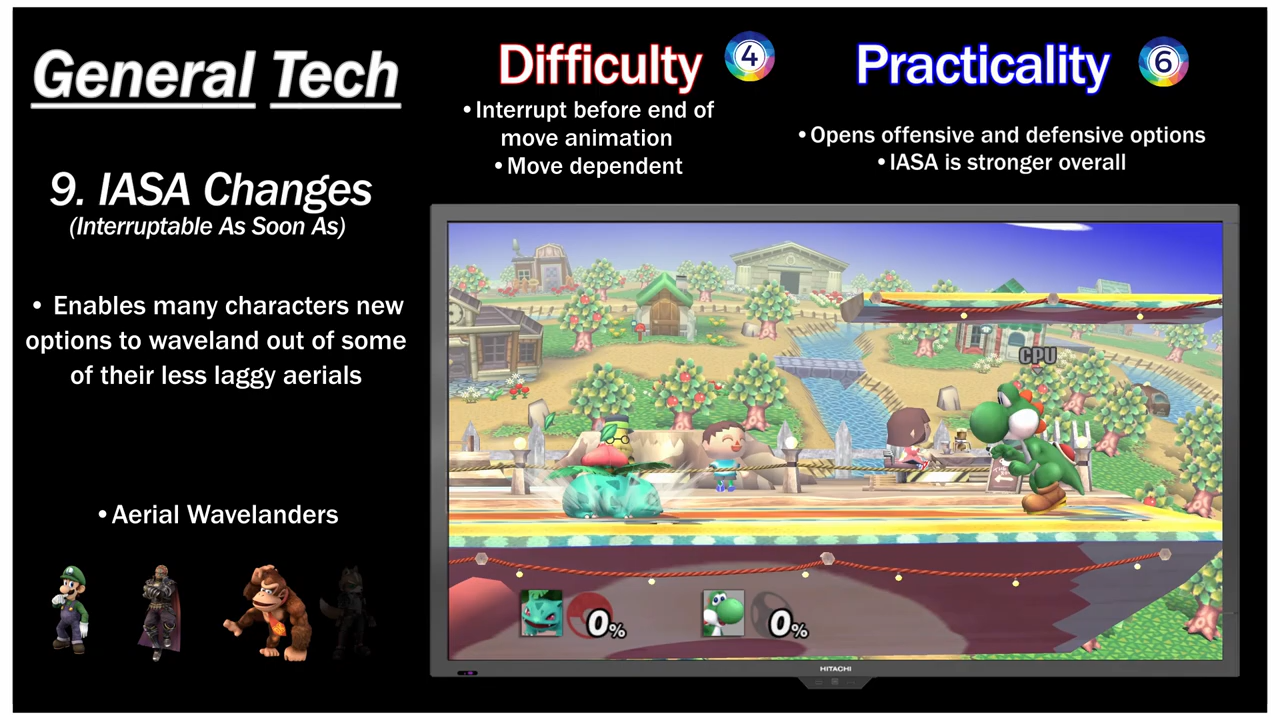 General Tech
9. IASA Changes
(Interruptable As Soon As)
• Enables many characters new
options to waveland out of some
of their less laggy aerials
•Aerial Wavelanders
Difficulty 4
•Interrupt before end of
move animation
•Move dependent
Practicality 6
•Opens offensive and defensive options
•IASA is stronger overall
CPU
0%
0%
HITACHI